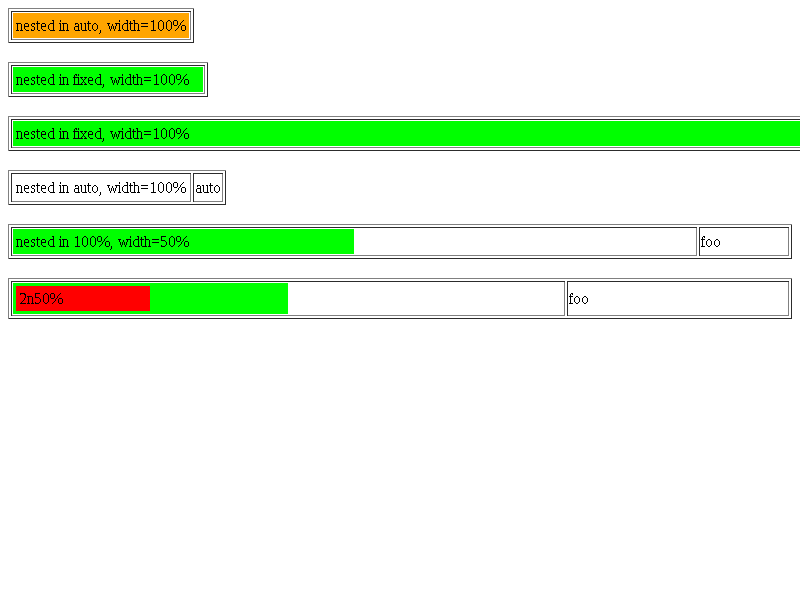 nested in auto, width=100%
nested in fixed, width=100%
nested in fixed, width=100%
nested in auto, width=100% auto
nested in 100%, width=50% foo
2n50% foo